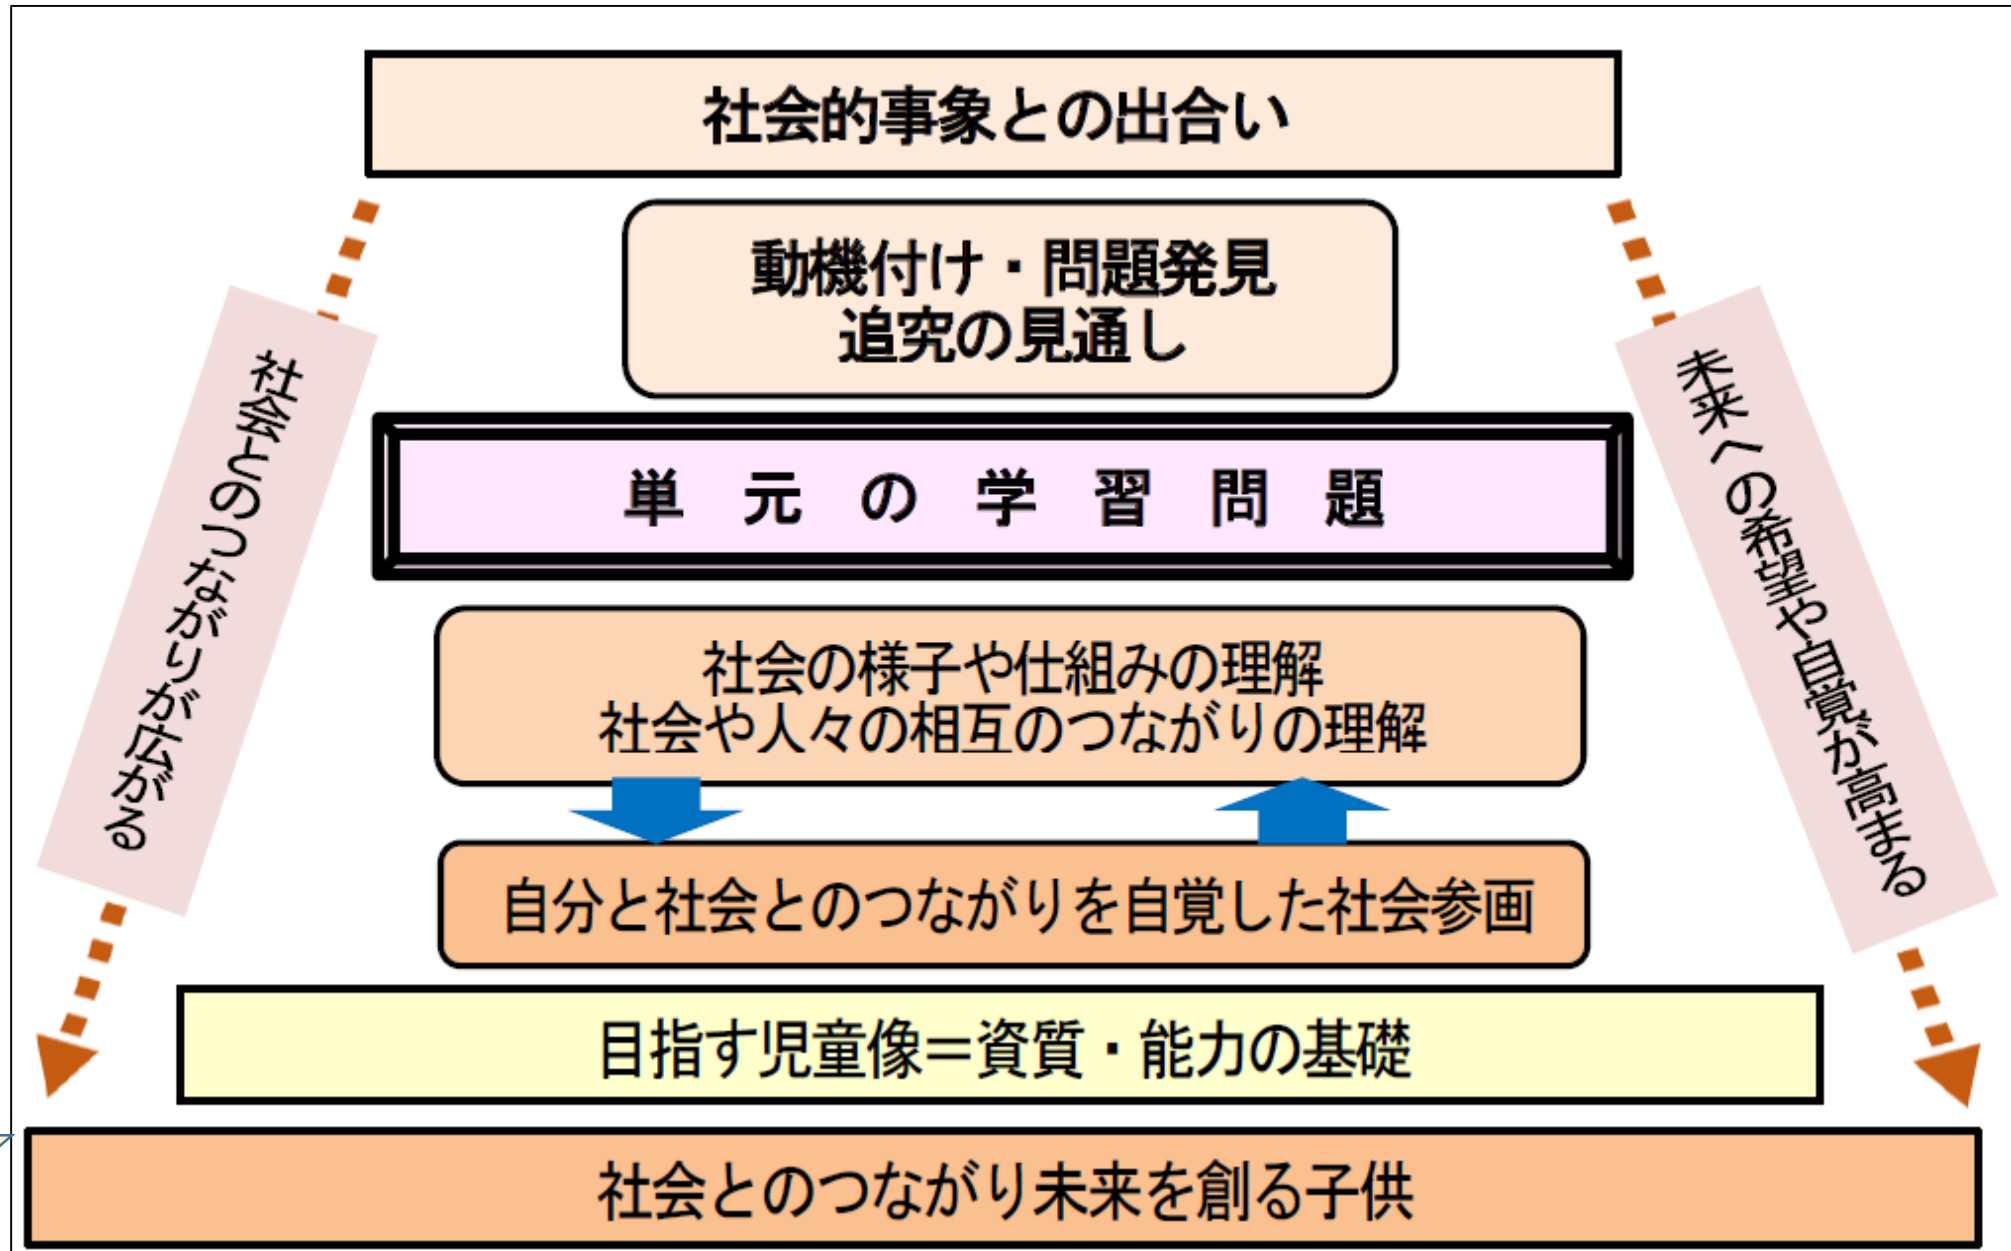 社会的事象との出合い
動機付け・問題発見
追究の見通し
単元の学習問題
社会の様子や仕組みの理解
社会や人々の相互のつながりの理解
自分と社会とのつながりを自覚した社会参画
目指す児童像＝資質・能力の基礎
社会とのつながり未来を創る子供
社会とのつながりが広がる
未来への希望や自覚が高まる